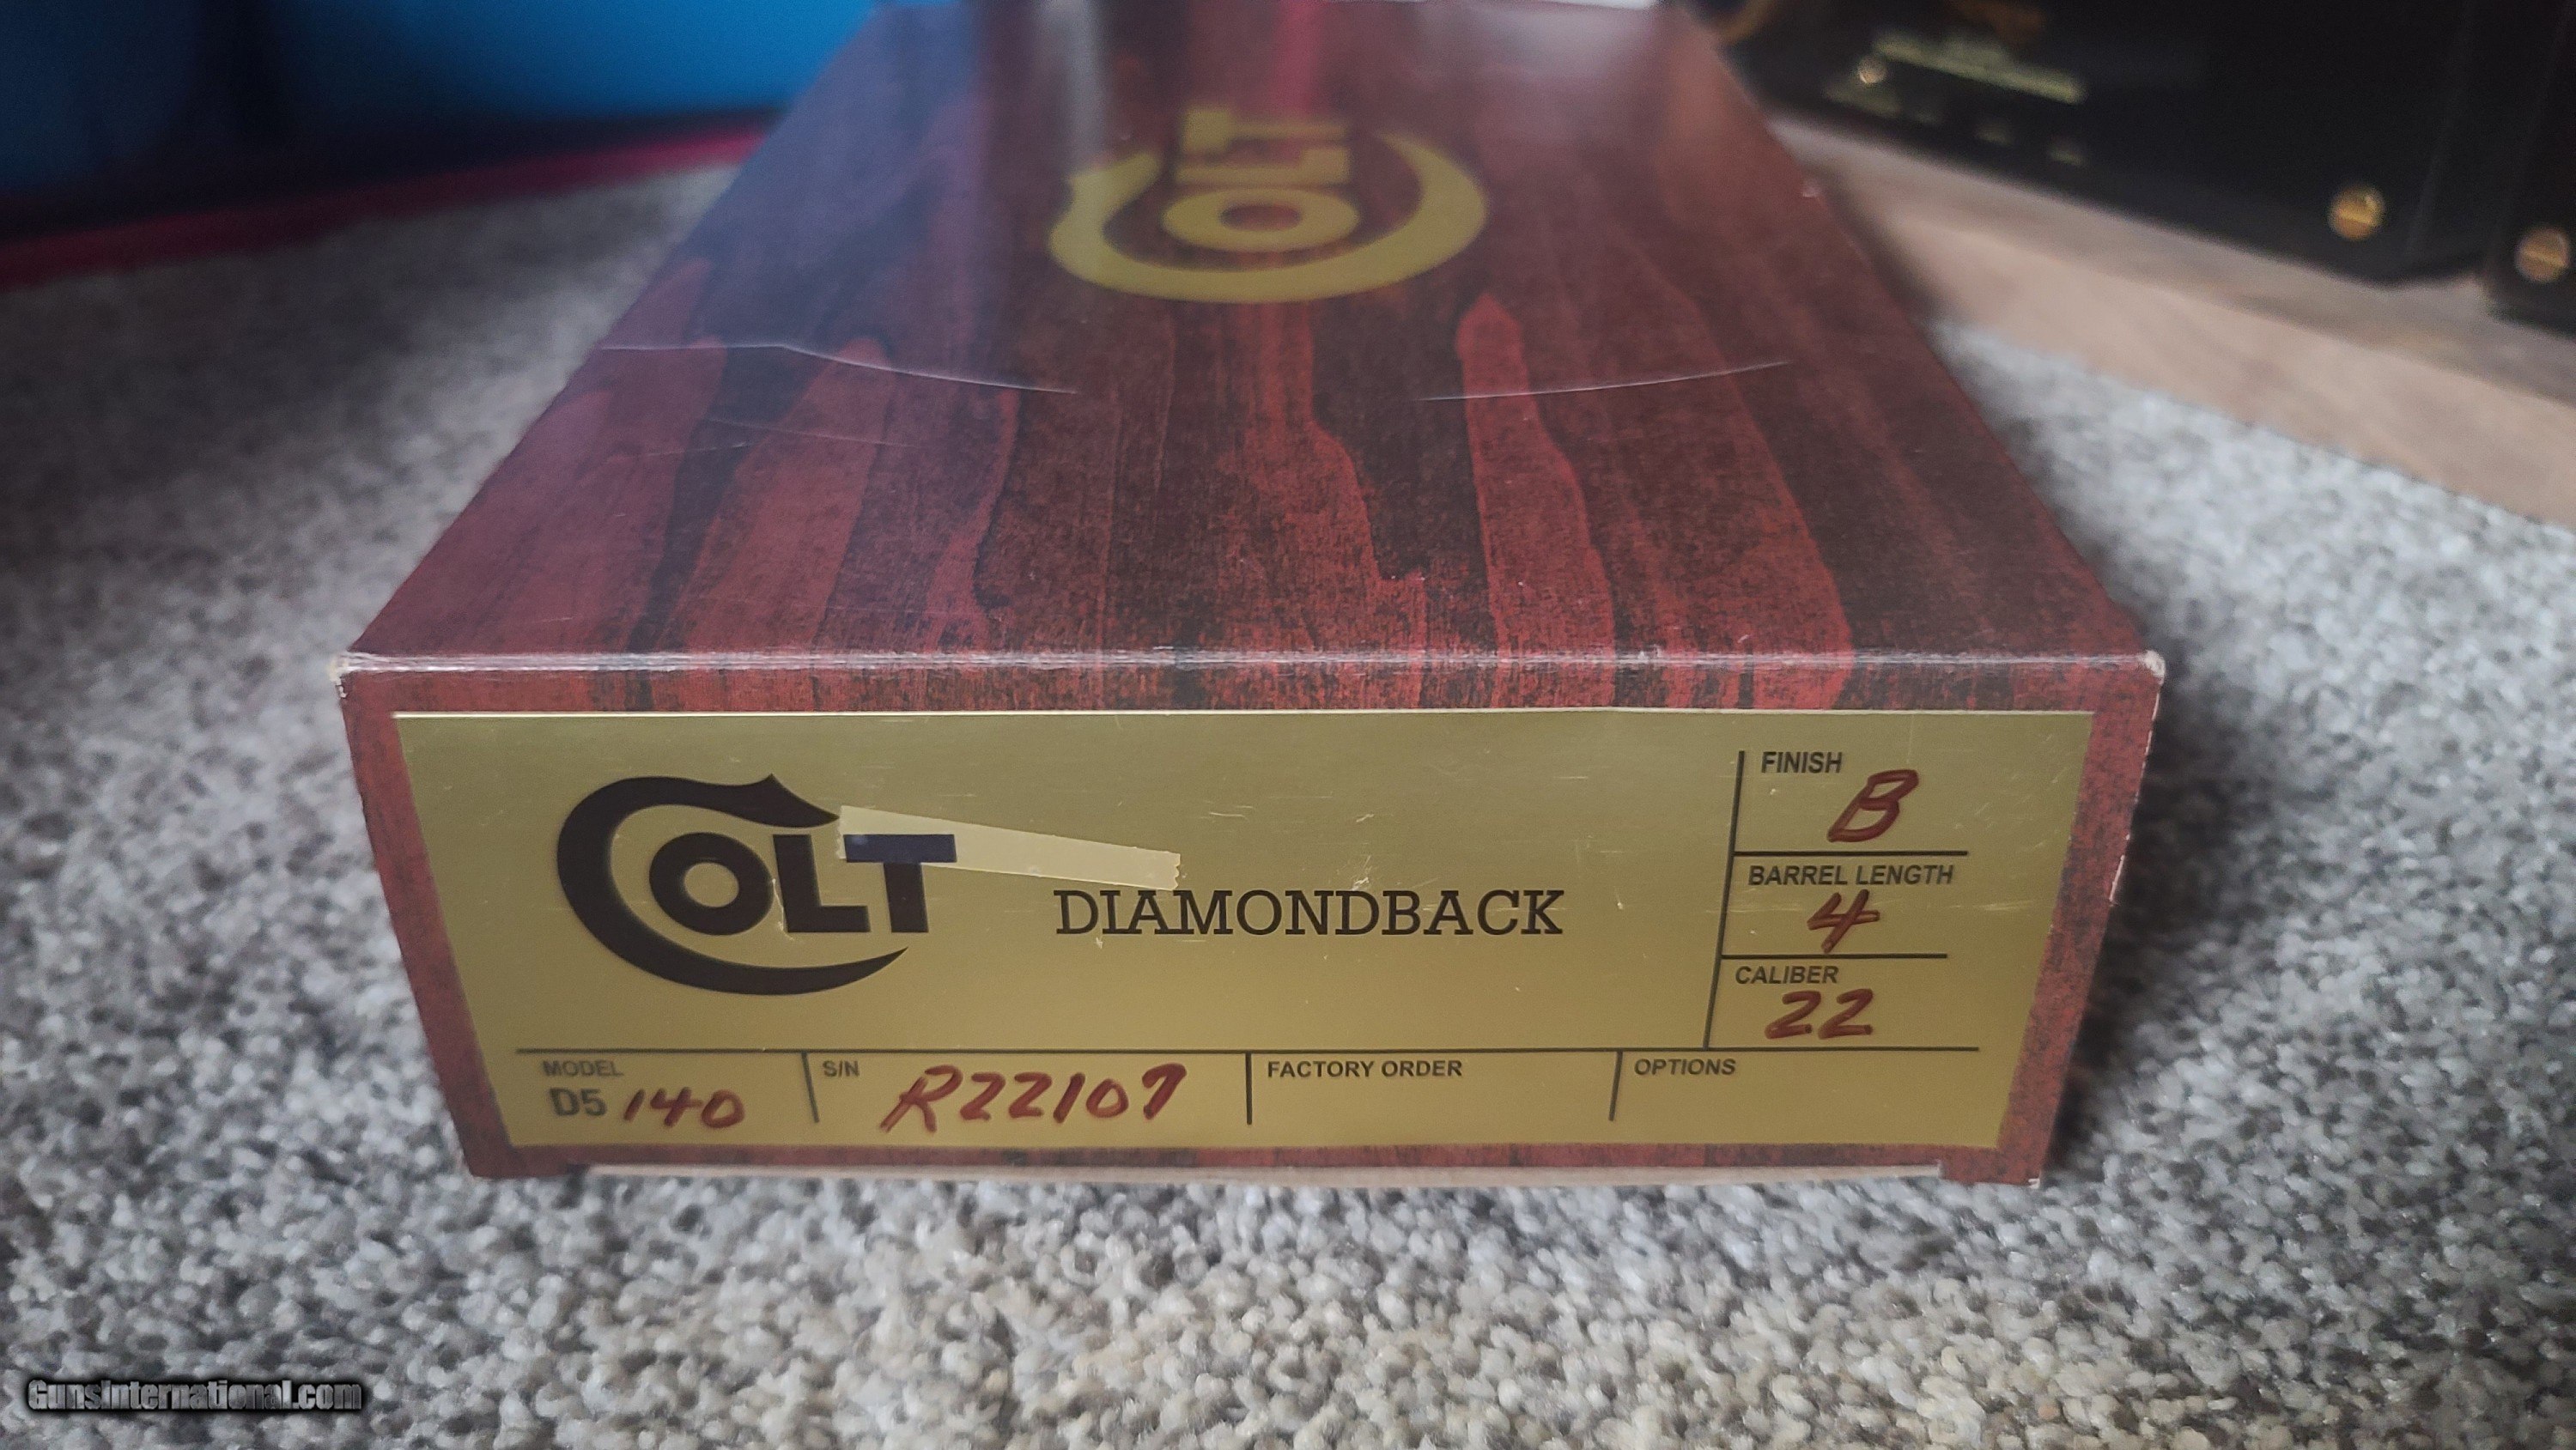 COLT
COLT
DIAMONDBACK
FINISH
B
BARREL LENGTH
4
CALIBER
22
MODEL
D5 140
S/N
R22107
FACTORY ORDER
OPTIONS
GunsInternational.com